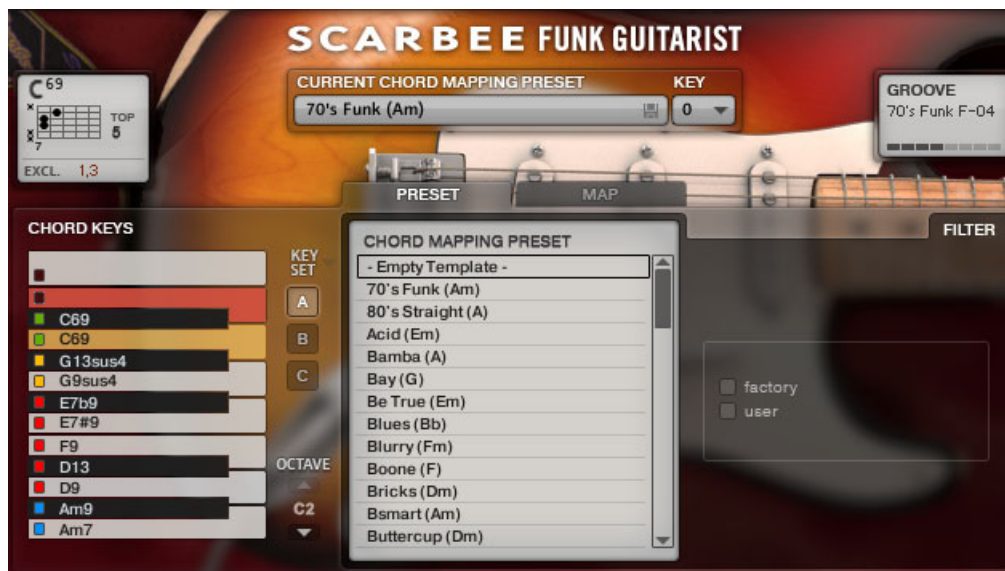 SCARBEE FUNK GUITARIST
C69
TOP
5
x
x
x
7
EXCL. 1,3
CURRENT CHORD MAPPING PRESET KEY
70's Funk (Am) 0
GROOVE
70's Funk F-04
PRESET MAP
CHORD KEYS
KEY
SET
A
B
C
OCTAVE
C2
C69
C69
G13sus4
G9sus4
E7b9
E7#9
F9
D13
D9
Am9
Am7
CHORD MAPPING PRESET
- Empty Template -
70's Funk (Am)
80's Straight (A)
Acid (Em)
Bamba (A)
Bay (G)
Be True (Em)
Blues (Bb)
Blurry (Fm)
Boone (F)
Bricks (Dm)
Bsmart (Am)
Buttercup (Dm)
FILTER
factory
user